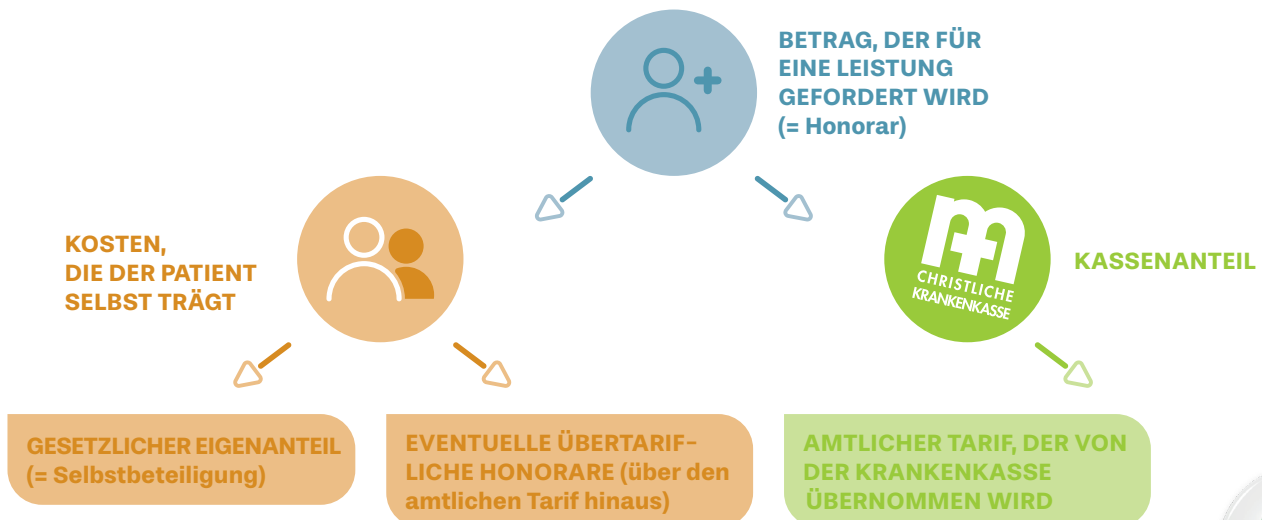 BETRAG, DER FÜR
EINE LEISTUNG
GEFORDERT WIRD
(= Honorar)
KOSTEN,
DIE DER PATIENT
SELBST TRÄGT
CHRISTLICHE
KRANKENKASSE
KASSENANTEIL
GESETZLICHER EIGENANTEIL
(= Selbstbeteiligung)
EVENTUELLE ÜBERTARIF-
LICHE HONORARE (über den
amtlichen Tarif hinaus)
AMTLICHER TARIF, DER VON
DER KRANKENKASSE
ÜBERNOMMEN WIRD